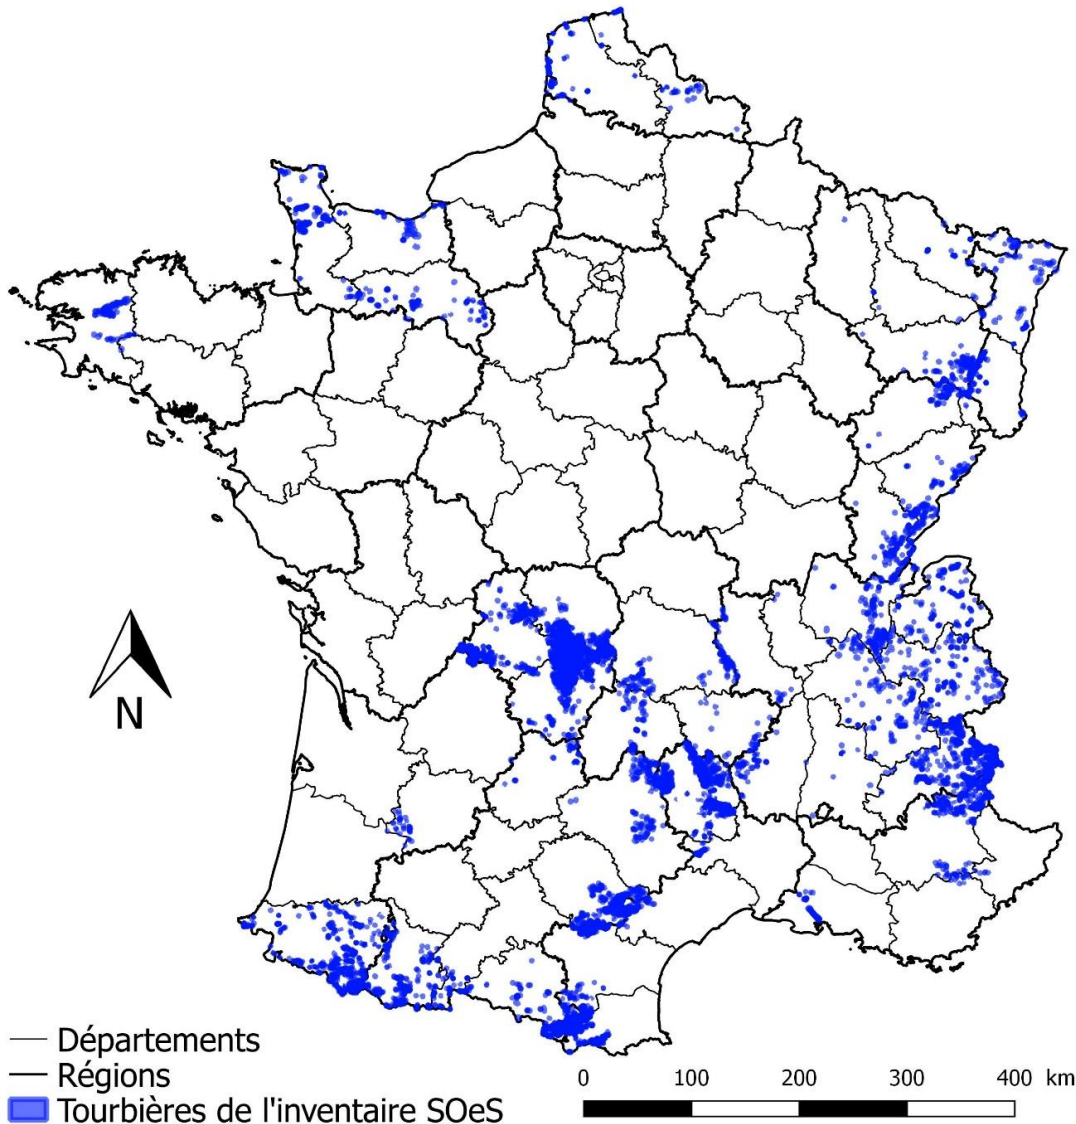 N
Départements
Régions
Tourbières de l'inventaire SOeS
0 100 200 300 400 km